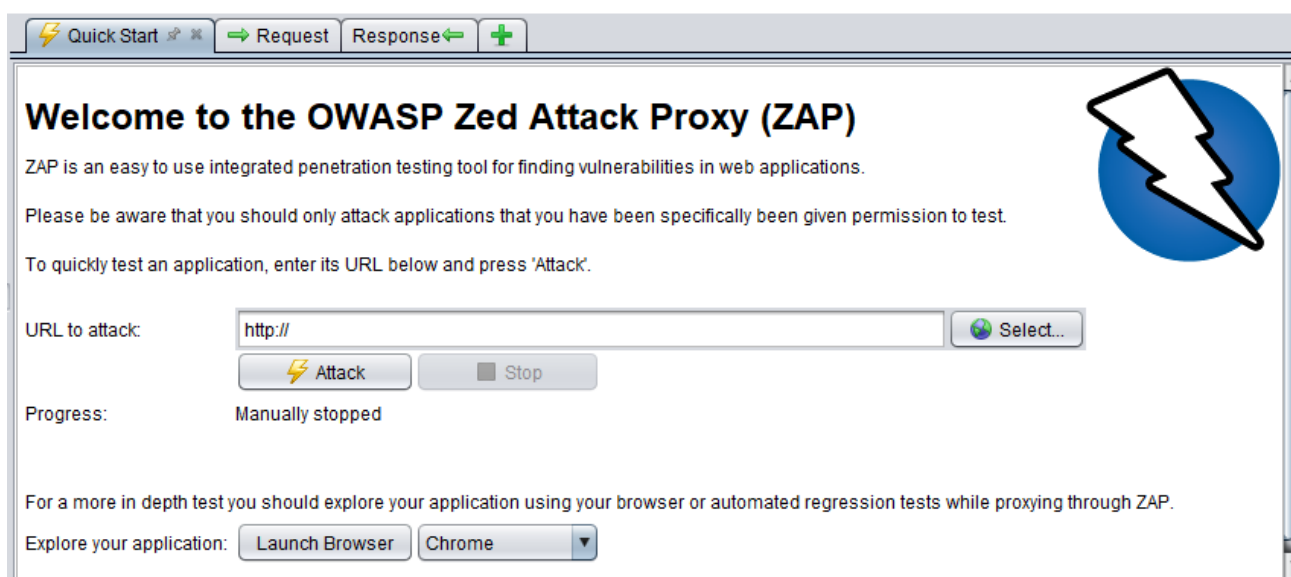 Quick Start Request Response
Welcome to the OWASP Zed Attack Proxy (ZAP)
ZAP is an easy to use integrated penetration testing tool for finding vulnerabilities in web applications.
Please be aware that you should only attack applications that you have been specifically been given permission to test.
To quickly test an application, enter its URL below and press 'Attack'.
URL to attack: http:// Select...
Attack Stop
Progress: Manually stopped
For a more in depth test you should explore your application using your browser or automated regression tests while proxying through ZAP.
Explore your application: Launch Browser Chrome